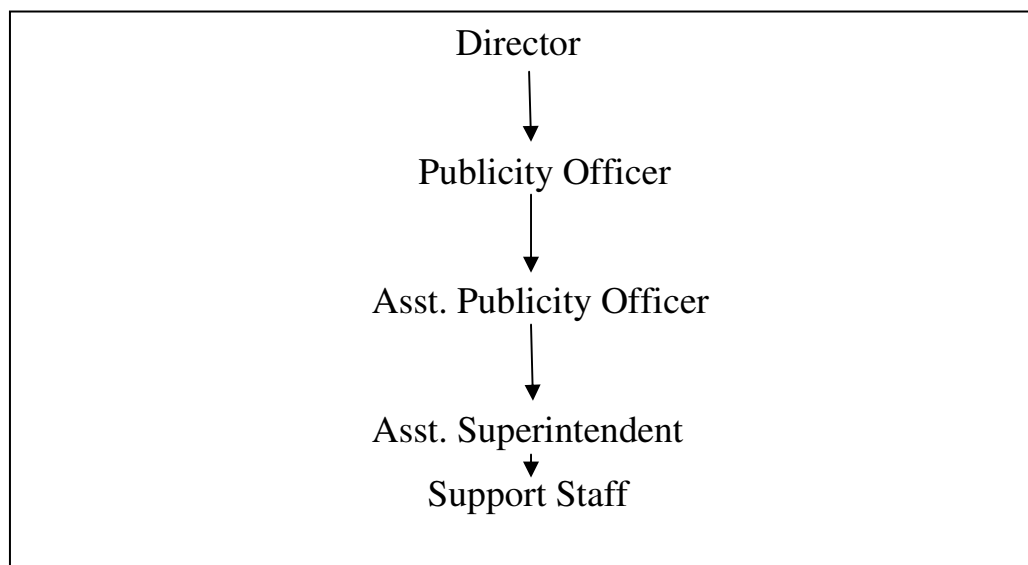 Director
Publicity Officer
Asst. Publicity Officer
Asst. Superintendent
Support Staff